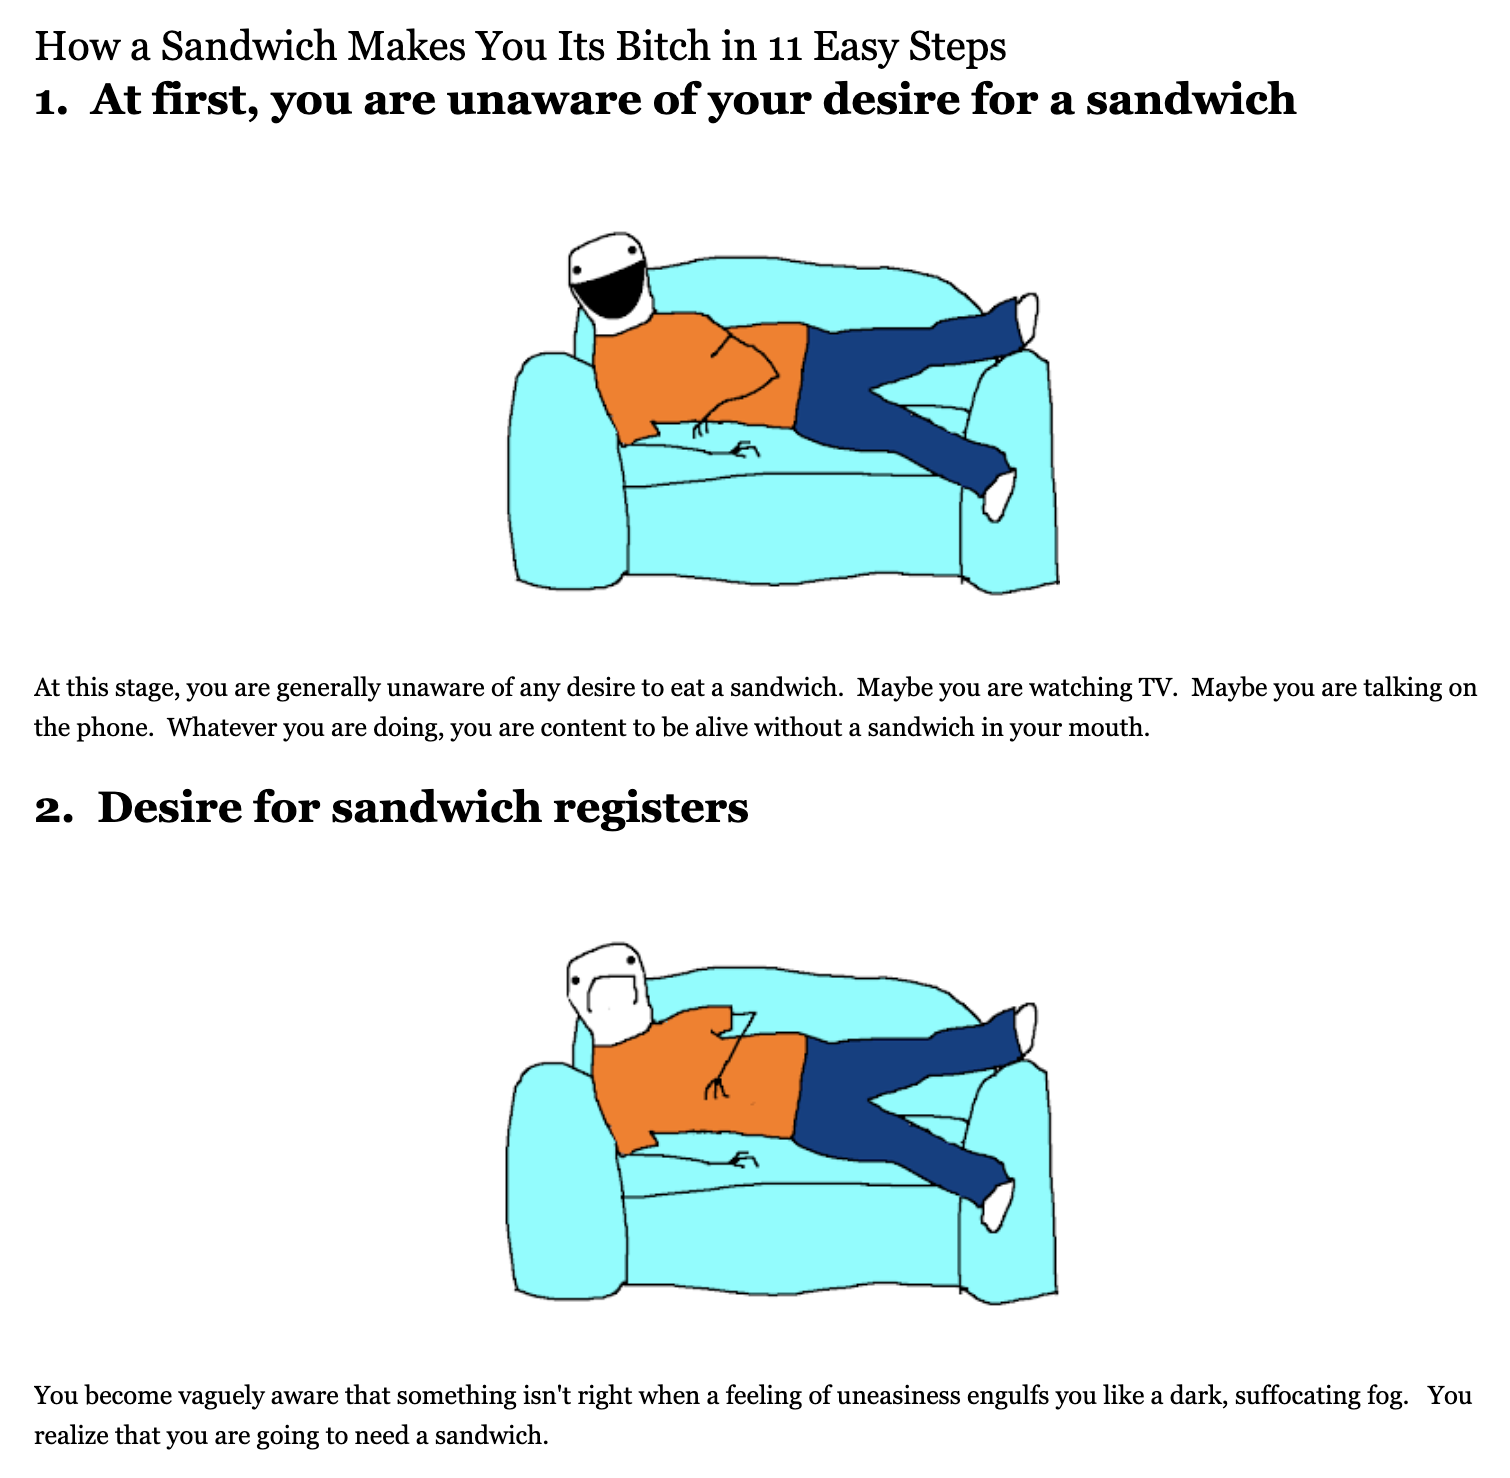 How a Sandwich Makes You Its Bitch in 11 Easy Steps
1.  At first, you are unaware of your desire for a sandwich
At this stage, you are generally unaware of any desire to eat a sandwich.  Maybe you are watching TV.  Maybe you are talking on
the phone.  Whatever you are doing, you are content to be alive without a sandwich in your mouth.
2.  Desire for sandwich registers
You become vaguely aware that something isn't right when a feeling of uneasiness engulfs you like a dark, suffocating fog.   You
realize that you are going to need a sandwich.